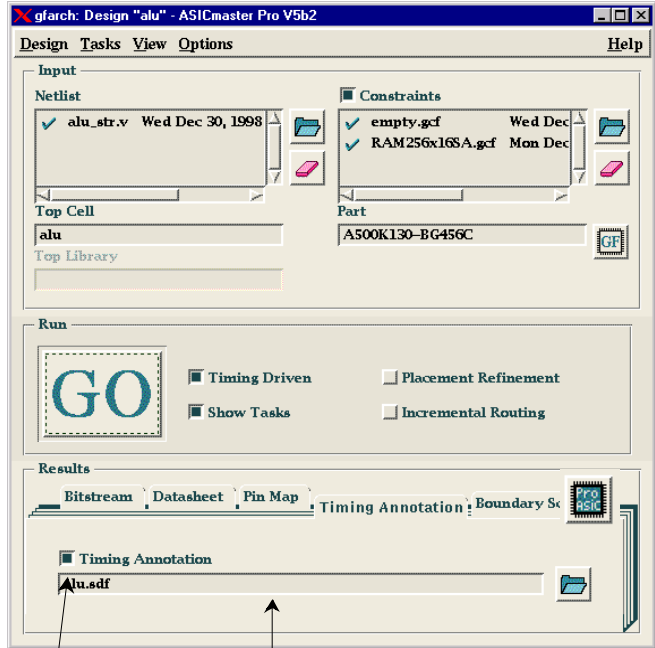 gfarch: Design "alu" - ASICmaster Pro V5b2
Design Tasks View Options Help
Input
Netlist
Constraints
alu_str.v Wed Dec 30, 1998
empty.gcf Wed Dec
RAM256x16SA.gcf Mon Dec
Top Cell
Part
alu
A500K130-BG456C
GF
Top Library
Run
GO
Timing Driven
Placement Refinement
Show Tasks
Incremental Routing
Results
Bitstream Datasheet Pin Map Timing Annotation Boundary Sc
Pro
ASIC
Timing Annotation
alu.sdf